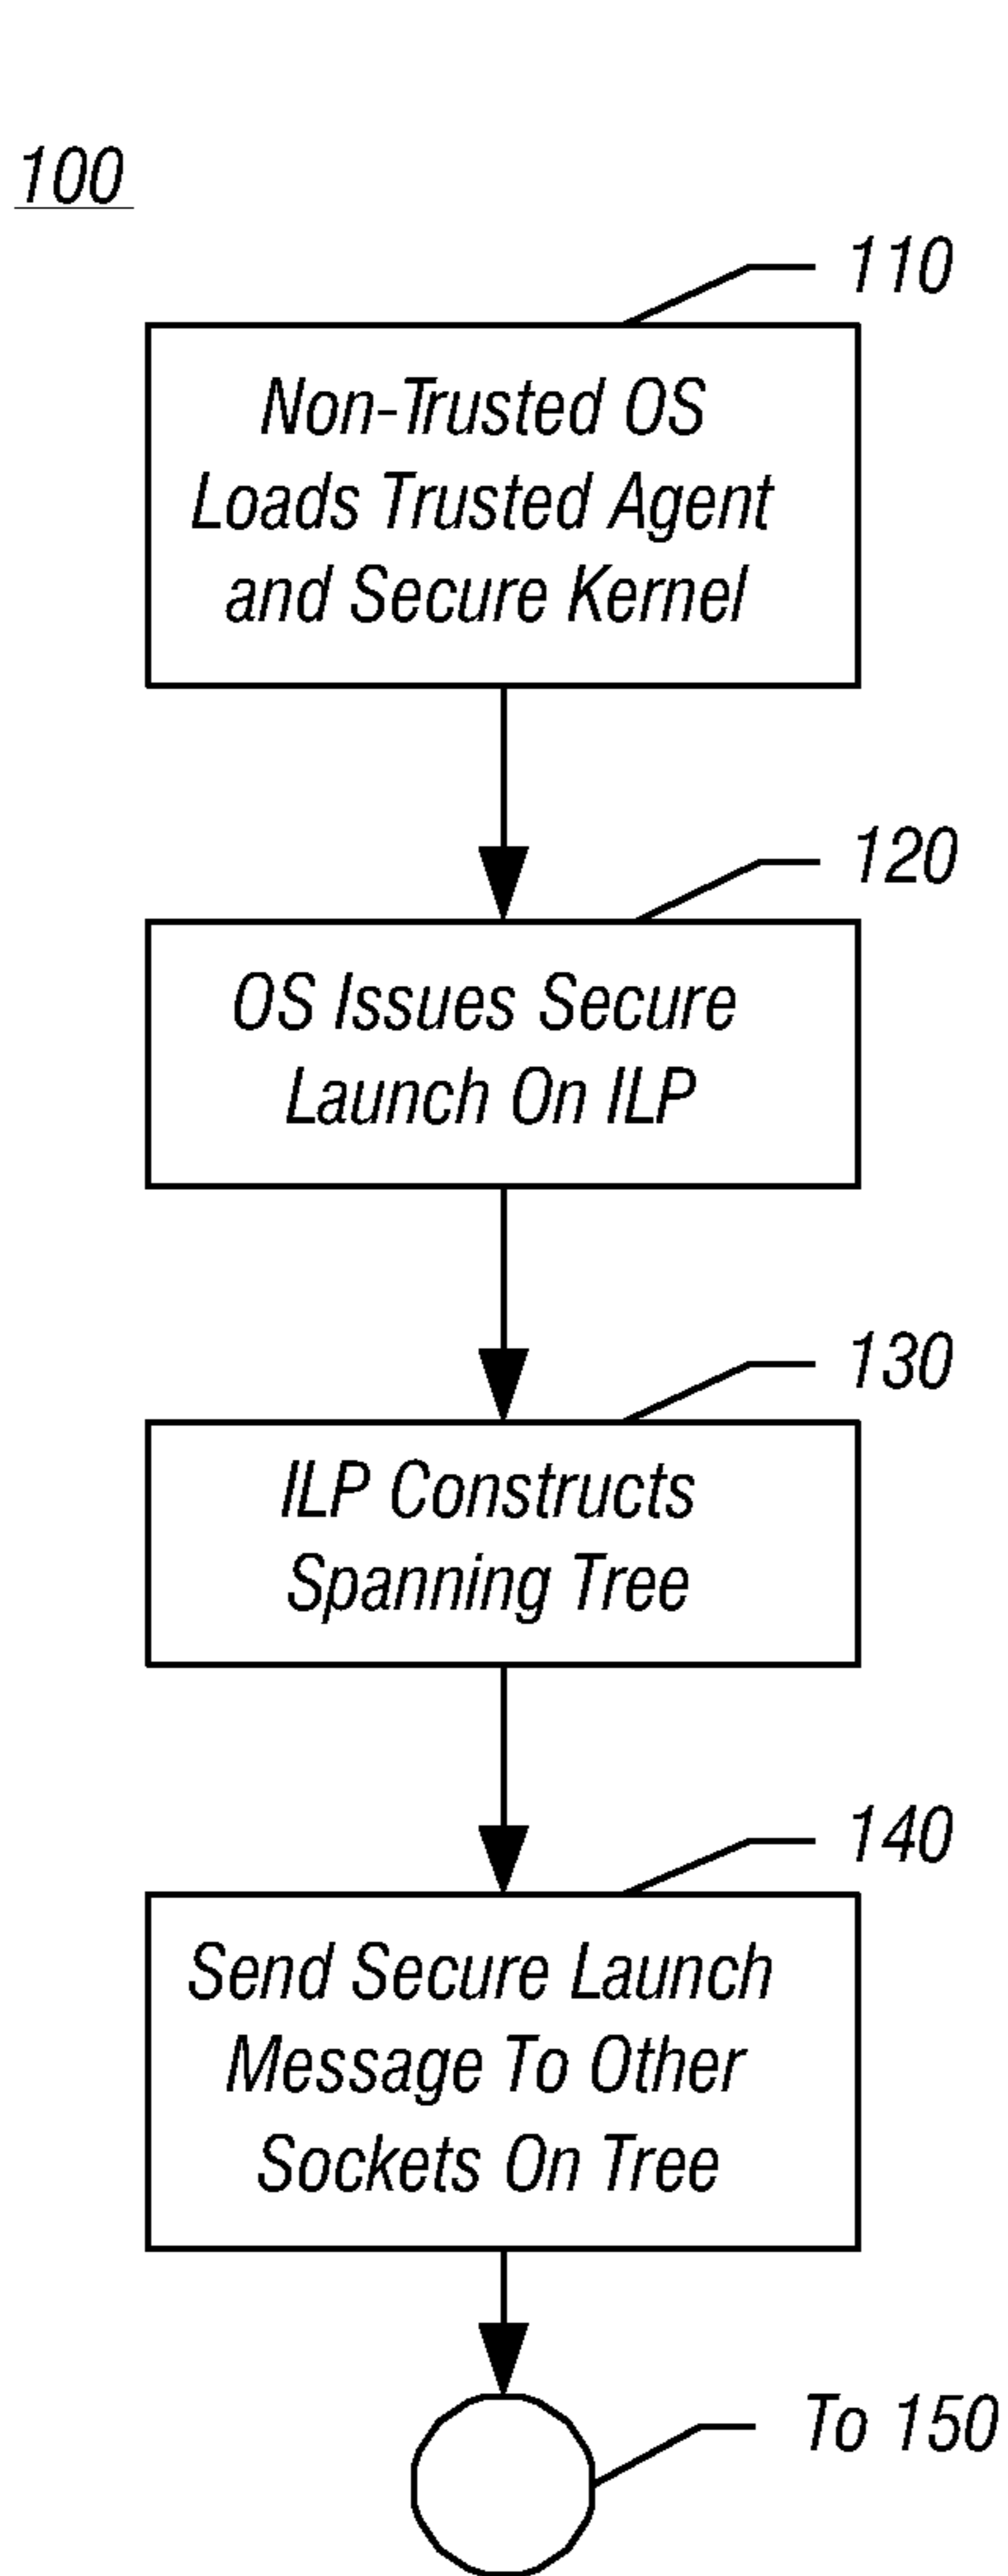 100
110
Non-Trusted OS
Loads Trusted Agent
and Secure Kernel
120
OS Issues Secure
Launch On ILP
130
ILP Constructs
Spanning Tree
140
Send Secure Launch
Message To Other
Sockets On Tree
To 150